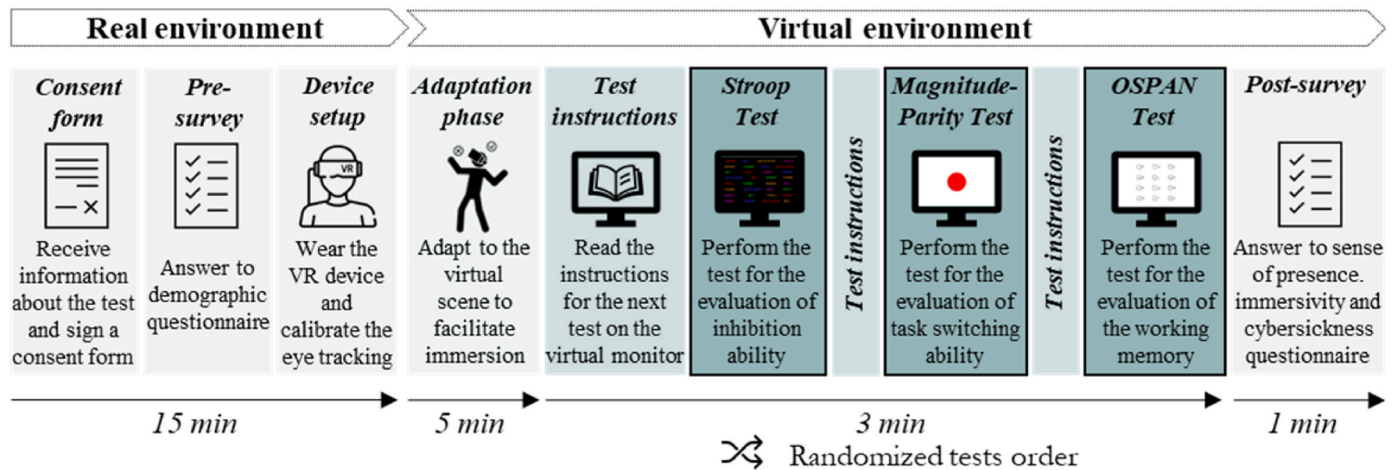 Real environment
Virtual environment
Consent
form
Receive
information
about the test
and sign a
consent form
Pre-
survey
Answer to
demographic
questionnaire
Device
setup
VR
Wear the
VR device
and
calibrate the
eye tracking
Adaptation
phase
Adapt to the
virtual
scene to
facilitate
immersion
Test
instructions
Read the
instructions
for the next
test on the
virtual monitor
Stroop
Test
Perform the
test for the
evaluation of
inhibition
ability
Test instructions
Magnitude-
Parity Test
Perform the
test for the
evaluation of
task switching
ability
Test instructions
OSPAN
Test
Perform the
test for the
evaluation of
the working
memory
Post-survey
Answer to sense
of presence.
immersivity and
cybersickness
questionnaire
15 min
5 min
3 min
1 min
Randomized tests order